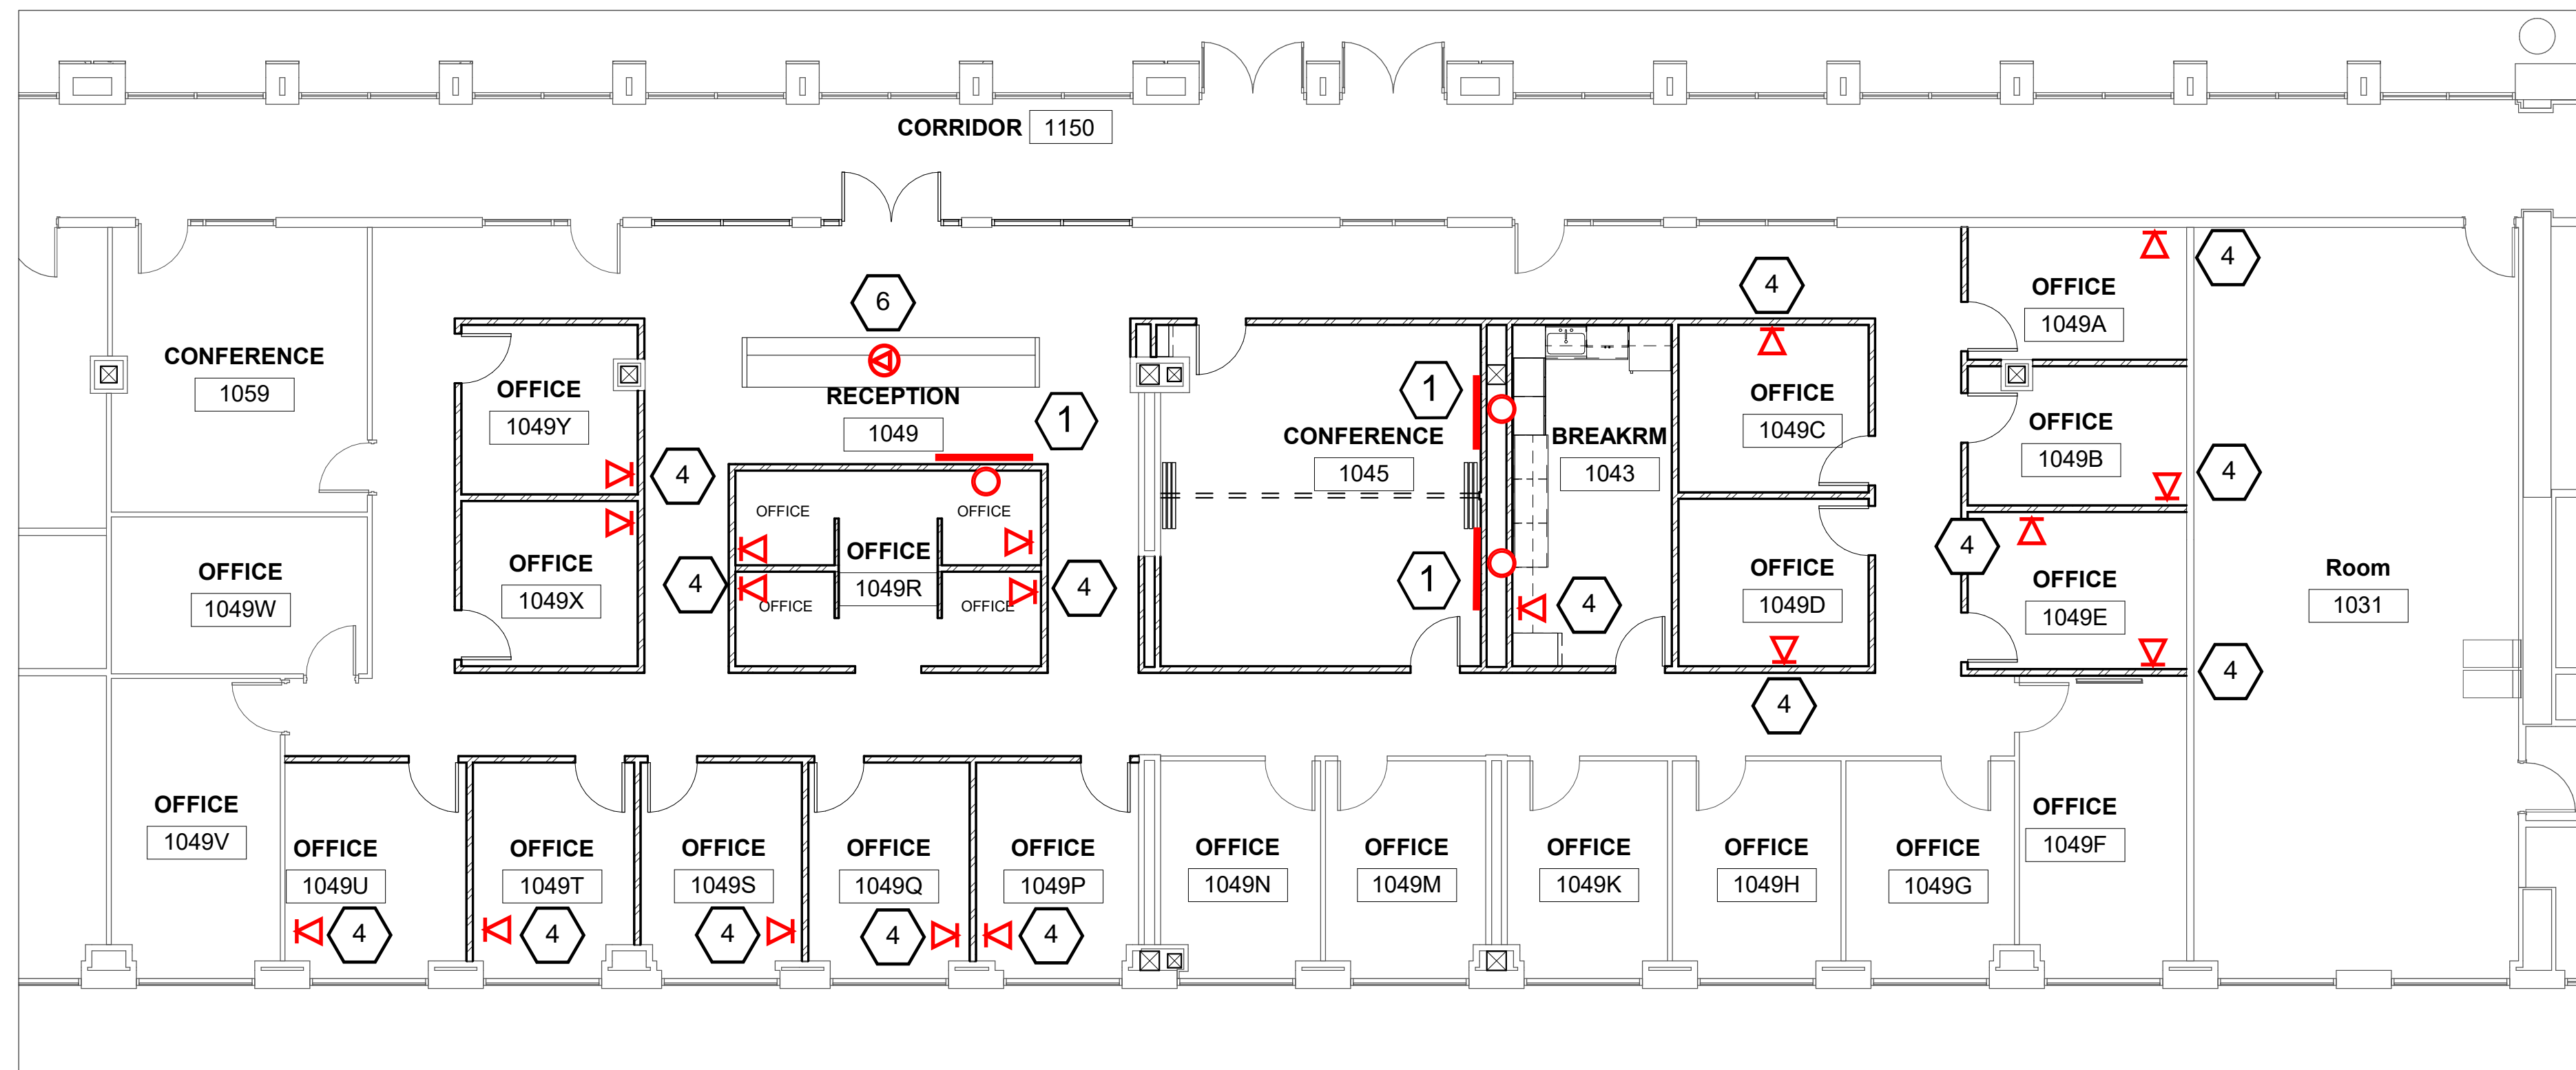 CORRIDOR 1150
6
4
4
OFFICE
1049A
CONFERENCE
1059
OFFICE
1049Y
RECEPTION
1049
1
1
CONFERENCE
1045
BREAKRM
1043
OFFICE
1049C
OFFICE
1049B
4
4
OFFICE
OFFICE
OFFICE
1049R
OFFICE
OFFICE
4
4
OFFICE
1049W
OFFICE
1049X
1
4
OFFICE
1049D
4
OFFICE
1049E
Room
1031
4
4
OFFICE
1049V
OFFICE
1049U
4
OFFICE
1049T
4
OFFICE
1049S
4
OFFICE
1049Q
4
OFFICE
1049P
4
OFFICE
1049N
OFFICE
1049M
OFFICE
1049K
OFFICE
1049H
OFFICE
1049G
OFFICE
1049F